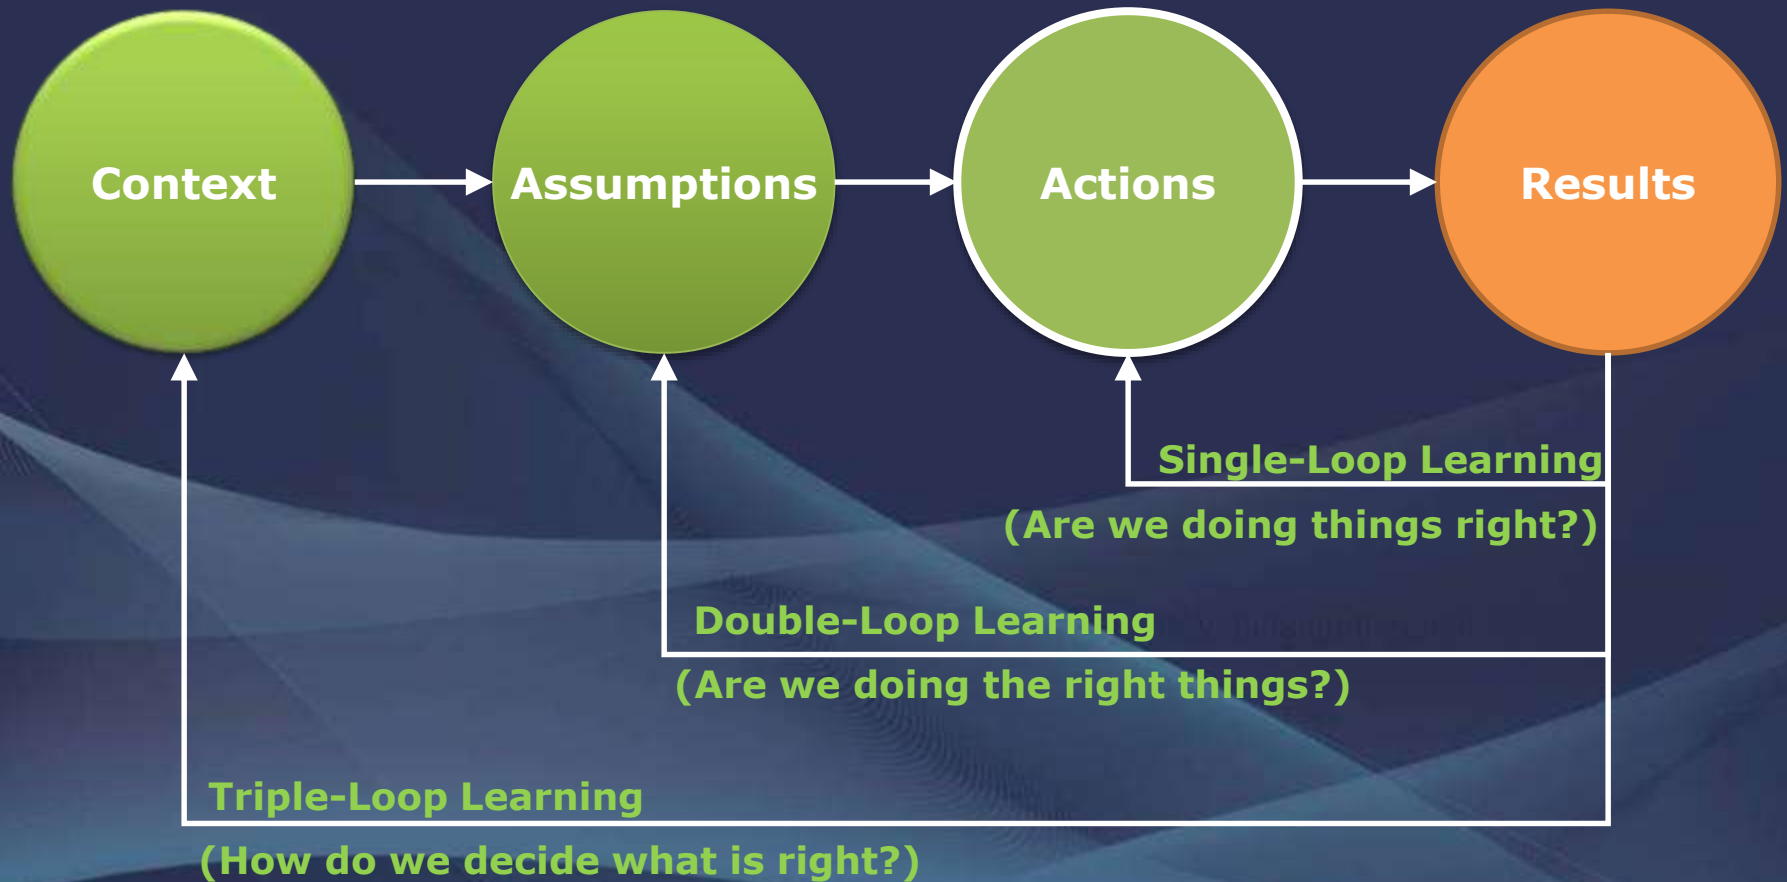 Context
Assumptions
Actions
Results
Single-Loop Learning
(Are we doing things right?)
Double-Loop Learning
(Are we doing the right things?)
Triple-Loop Learning
(How do we decide what is right?)